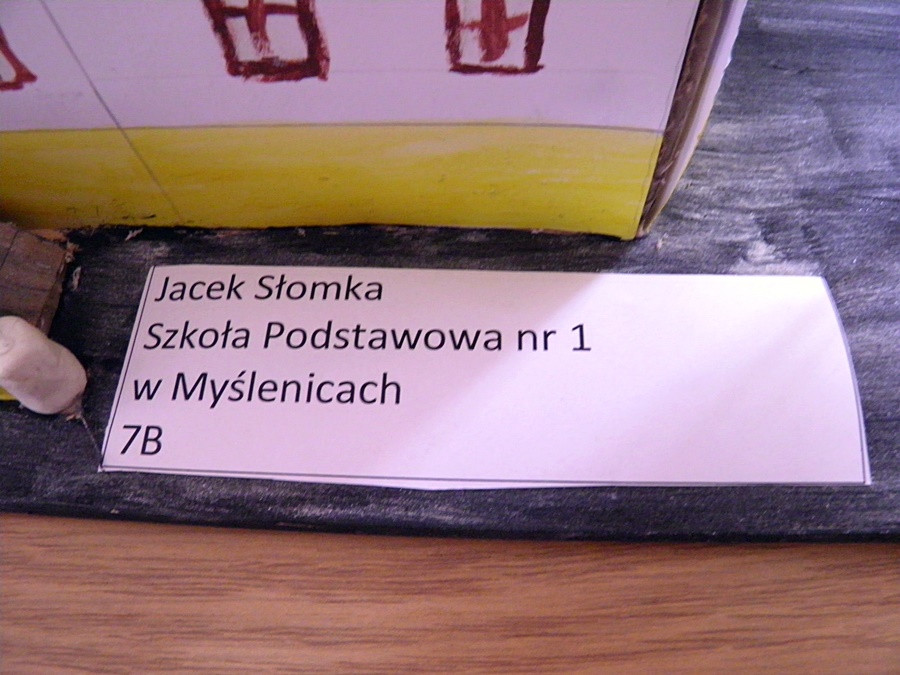 Jacek Słomka
Szkoła Podstawowa nr 1
w Myślenicach
7B